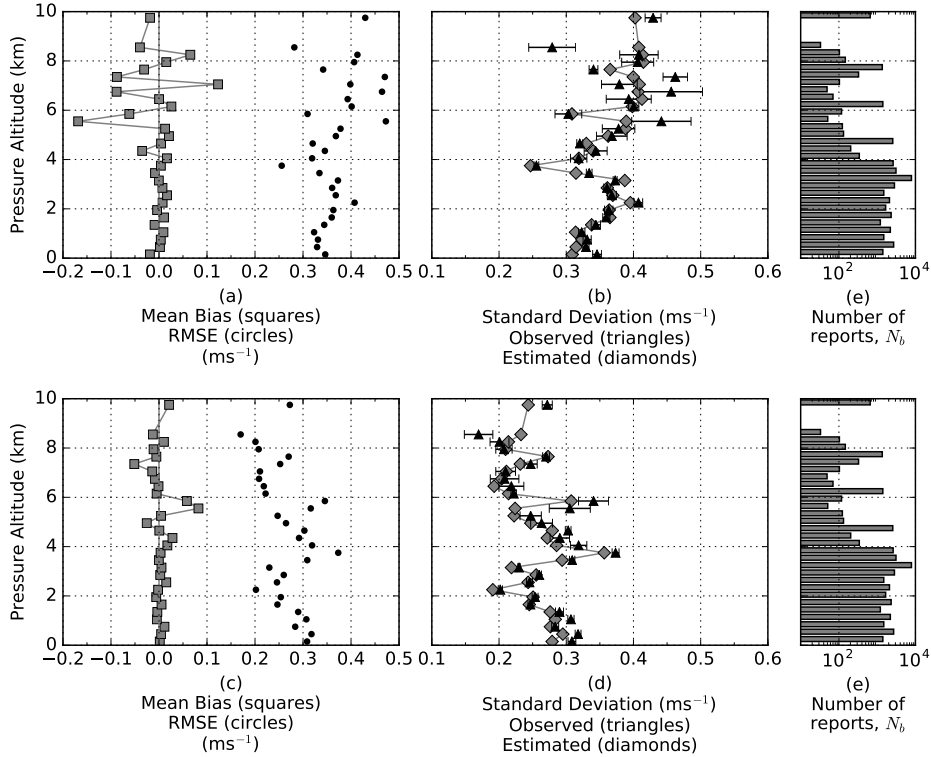 10
8
6
4
2
0
Pressure Altitude (km)
−0.2 −0.1 0.0 0.1 0.2 0.3 0.4 0.5
(a)
Mean Bias (squares)
RMSE (circles)
(ms⁻¹)
0.1 0.2 0.3 0.4 0.5 0.6
(b)
Standard Deviation (ms⁻¹)
Observed (triangles)
Estimated (diamonds)
10² 10⁴
(e)
Number of
reports, N_b
10
8
6
4
2
0
Pressure Altitude (km)
−0.2 −0.1 0.0 0.1 0.2 0.3 0.4 0.5
(c)
Mean Bias (squares)
RMSE (circles)
(ms⁻¹)
0.1 0.2 0.3 0.4 0.5 0.6
(d)
Standard Deviation (ms⁻¹)
Observed (triangles)
Estimated (diamonds)
10² 10⁴
(e)
Number of
reports, N_b